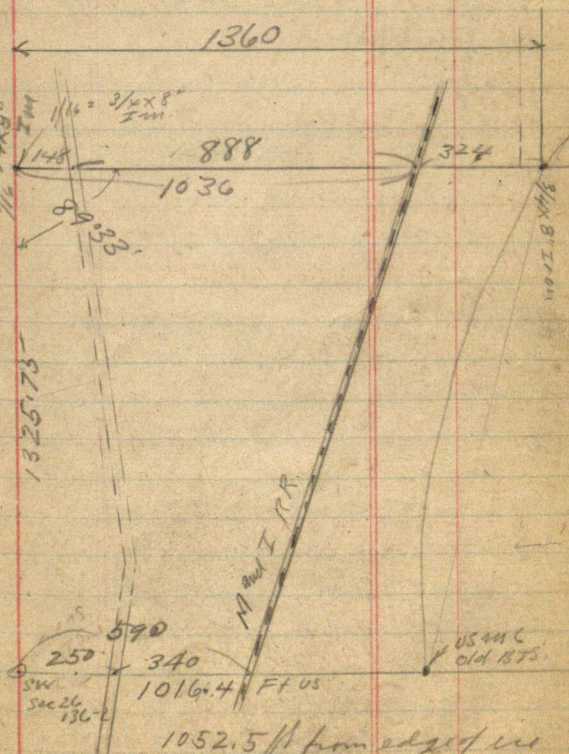 1360
1/16 = 3/4 x 8"
Im.
148
888
324
1036
89°33'
3/4 x 8" Iron
1325.73
M and I R.R.
590
250
340
1016.4 Ft US
SW
Sec 26
US M C
Old B T S.
1052.5 ft from edge of